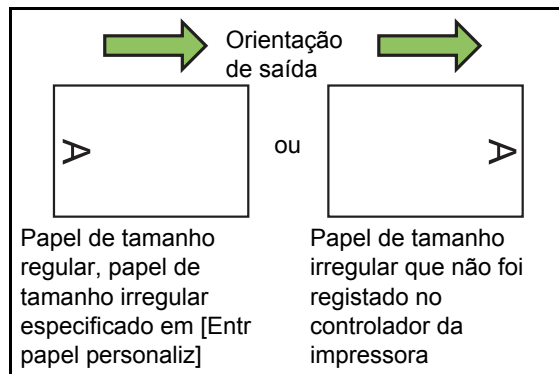 Orientação
de saída
A
ou
A
Papel de tamanho
regular, papel de
tamanho irregular
especificado em [Entr
papel personaliz]
Papel de tamanho
irregular que não foi
registado no
controlador da
impressora